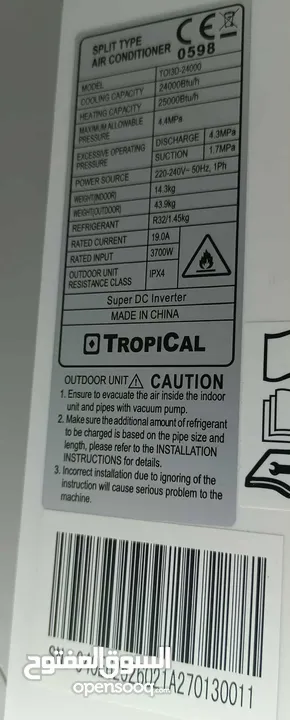 SPLIT TYPE
AIR CONDITIONER
CE
0598
MODEL TOI3D-24000
COOLING CAPACITY 24000Btu/h
HEATING CAPACITY 25000Btu/h
MAXIMUM ALLOWABLE PRESSURE 4.4MPa
EXCESSIVE OPERATING PRESSURE DISCHARGE 4.3MPa
SUCTION 1.7MPa
POWER SOURCE 220-240V~ 50Hz, 1Ph
WEIGHT(INDOOR) 14.3kg
WEIGHT(OUTDOOR) 43.9kg
REFRIGERANT R32/1.45kg
RATED CURRENT 19.0A
RATED INPUT 3700W
OUTDOOR UNIT RESISTANCE CLASS IPX4
Super DC Inverter
MADE IN CHINA
TROPICAL
OUTDOOR UNIT CAUTION
1. Ensure to evacuate the air inside the indoor
unit and pipes with vacuum pump.
2. Make sure the additional amount of refrigerant
to be charged is based on the pipe size and
length, please refer to the INSTALLATION
INSTRUCTIONS for details.
3. Incorrect installation due to ignoring of the
instruction will cause serious problem to the
machine.
السوق المفتوح
opensooq.com